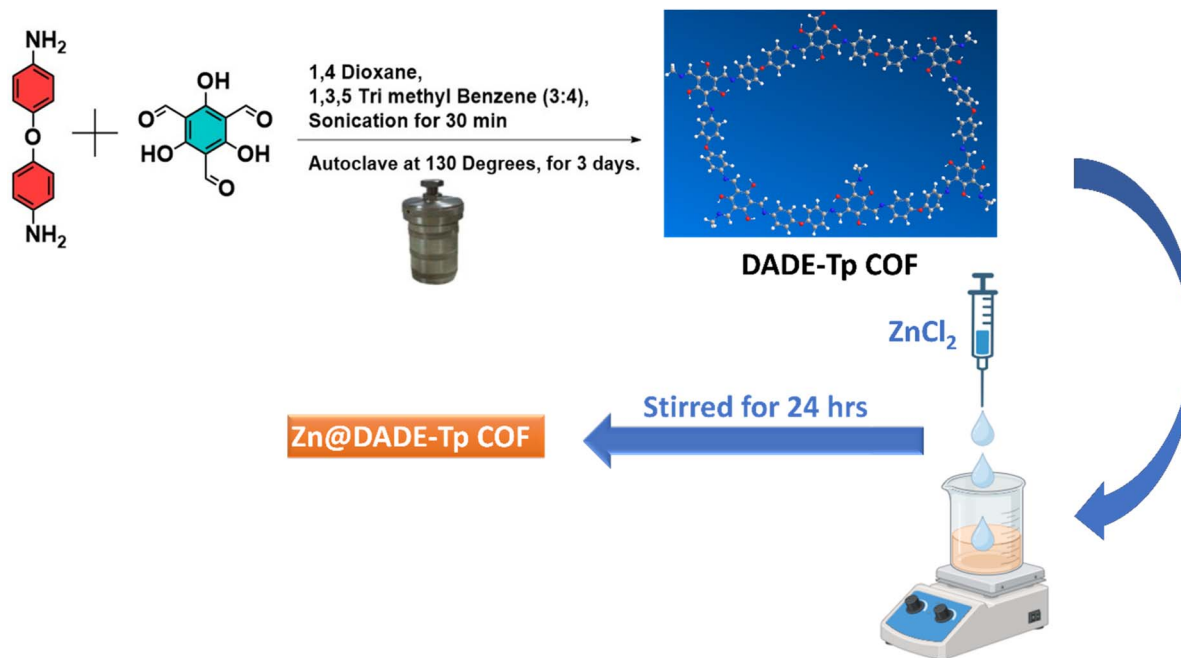 NH₂
O
NH₂
OH
O
O
HO
OH
O
1,4 Dioxane,
1,3,5 Tri methyl Benzene (3:4),
Sonication for 30 min
Autoclave at 130 Degrees, for 3 days.
DADE-Tp COF
ZnCl₂
Stirred for 24 hrs
Zn@DADE-Tp COF